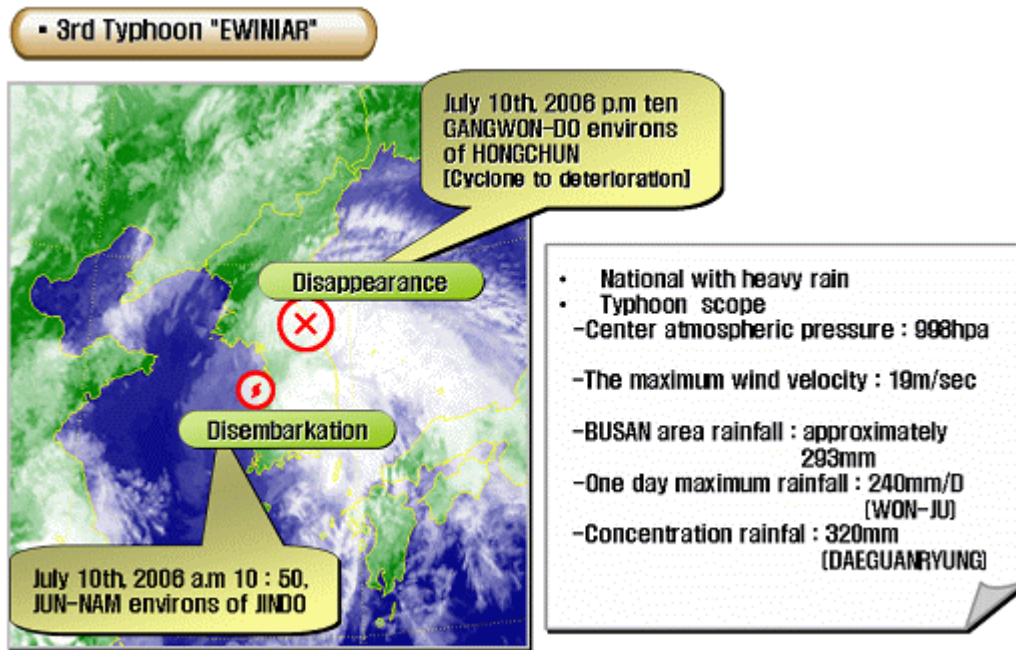 ▪ 3rd Typhoon "EWINIAR"
July 10th, 2006 p.m ten
GANGWON-DO environs
of HONGCHUN
[Cyclone to deterioration]
Disappearance
Disembarkation
July 10th, 2006 a.m 10 : 50,
JUN-NAM environs of JINDO
• National with heavy rain
• Typhoon scope
-Center atmospheric pressure : 998hpa
-The maximum wind velocity : 19m/sec
-BUSAN area rainfall : approximately
293mm
-One day maximum rainfall : 240mm/D
(WON-JU)
-Concentration rainfal : 320mm
(DAEGUANRYUNG)